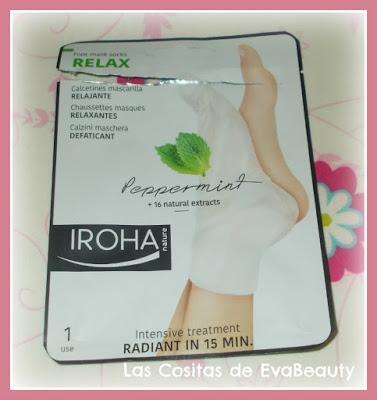 Foot mask socks
RELAX
Calcetines mascarilla
RELAJANTE
Chaussettes masques
RELAXANTES
Calzini maschera
DEFATICANT
Peppermint
+ 16 natural extracts
IROHA
nature
1
use
Intensive treatment
RADIANT IN 15 MIN.
Las Cositas de EvaBeauty